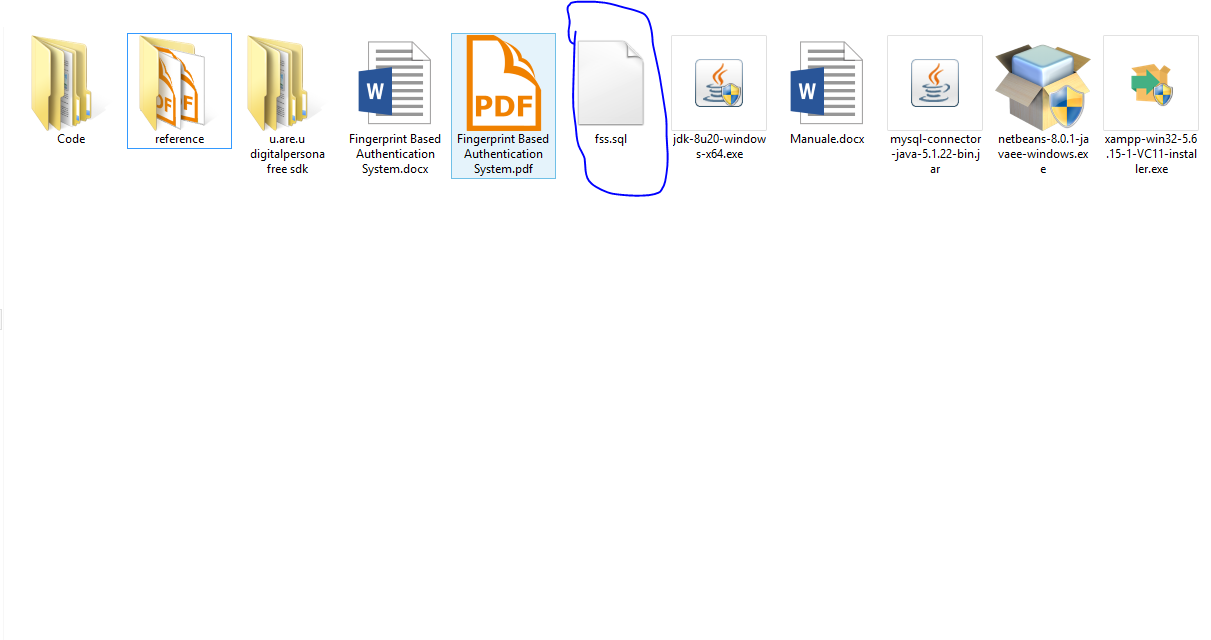 Code
reference
u.are.u
digitalpersona
free sdk
W
Fingerprint Based
Authentication
System.docx
PDF
Fingerprint Based
Authentication
System.pdf
fss.sql
jdk-8u20-window
s-x64.exe
W
Manuale.docx
mysql-connector
-java-5.1.22-bin.j
ar
netbeans-8.0.1-ja
vaee-windows.ex
e
xampp-win32-5.6
.15-1-VC11-instal
ler.exe